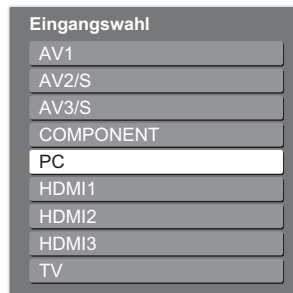 Eingangswahl
AV1
AV2/S
AV3/S
COMPONENT
PC
HDMI1
HDMI2
HDMI3
TV